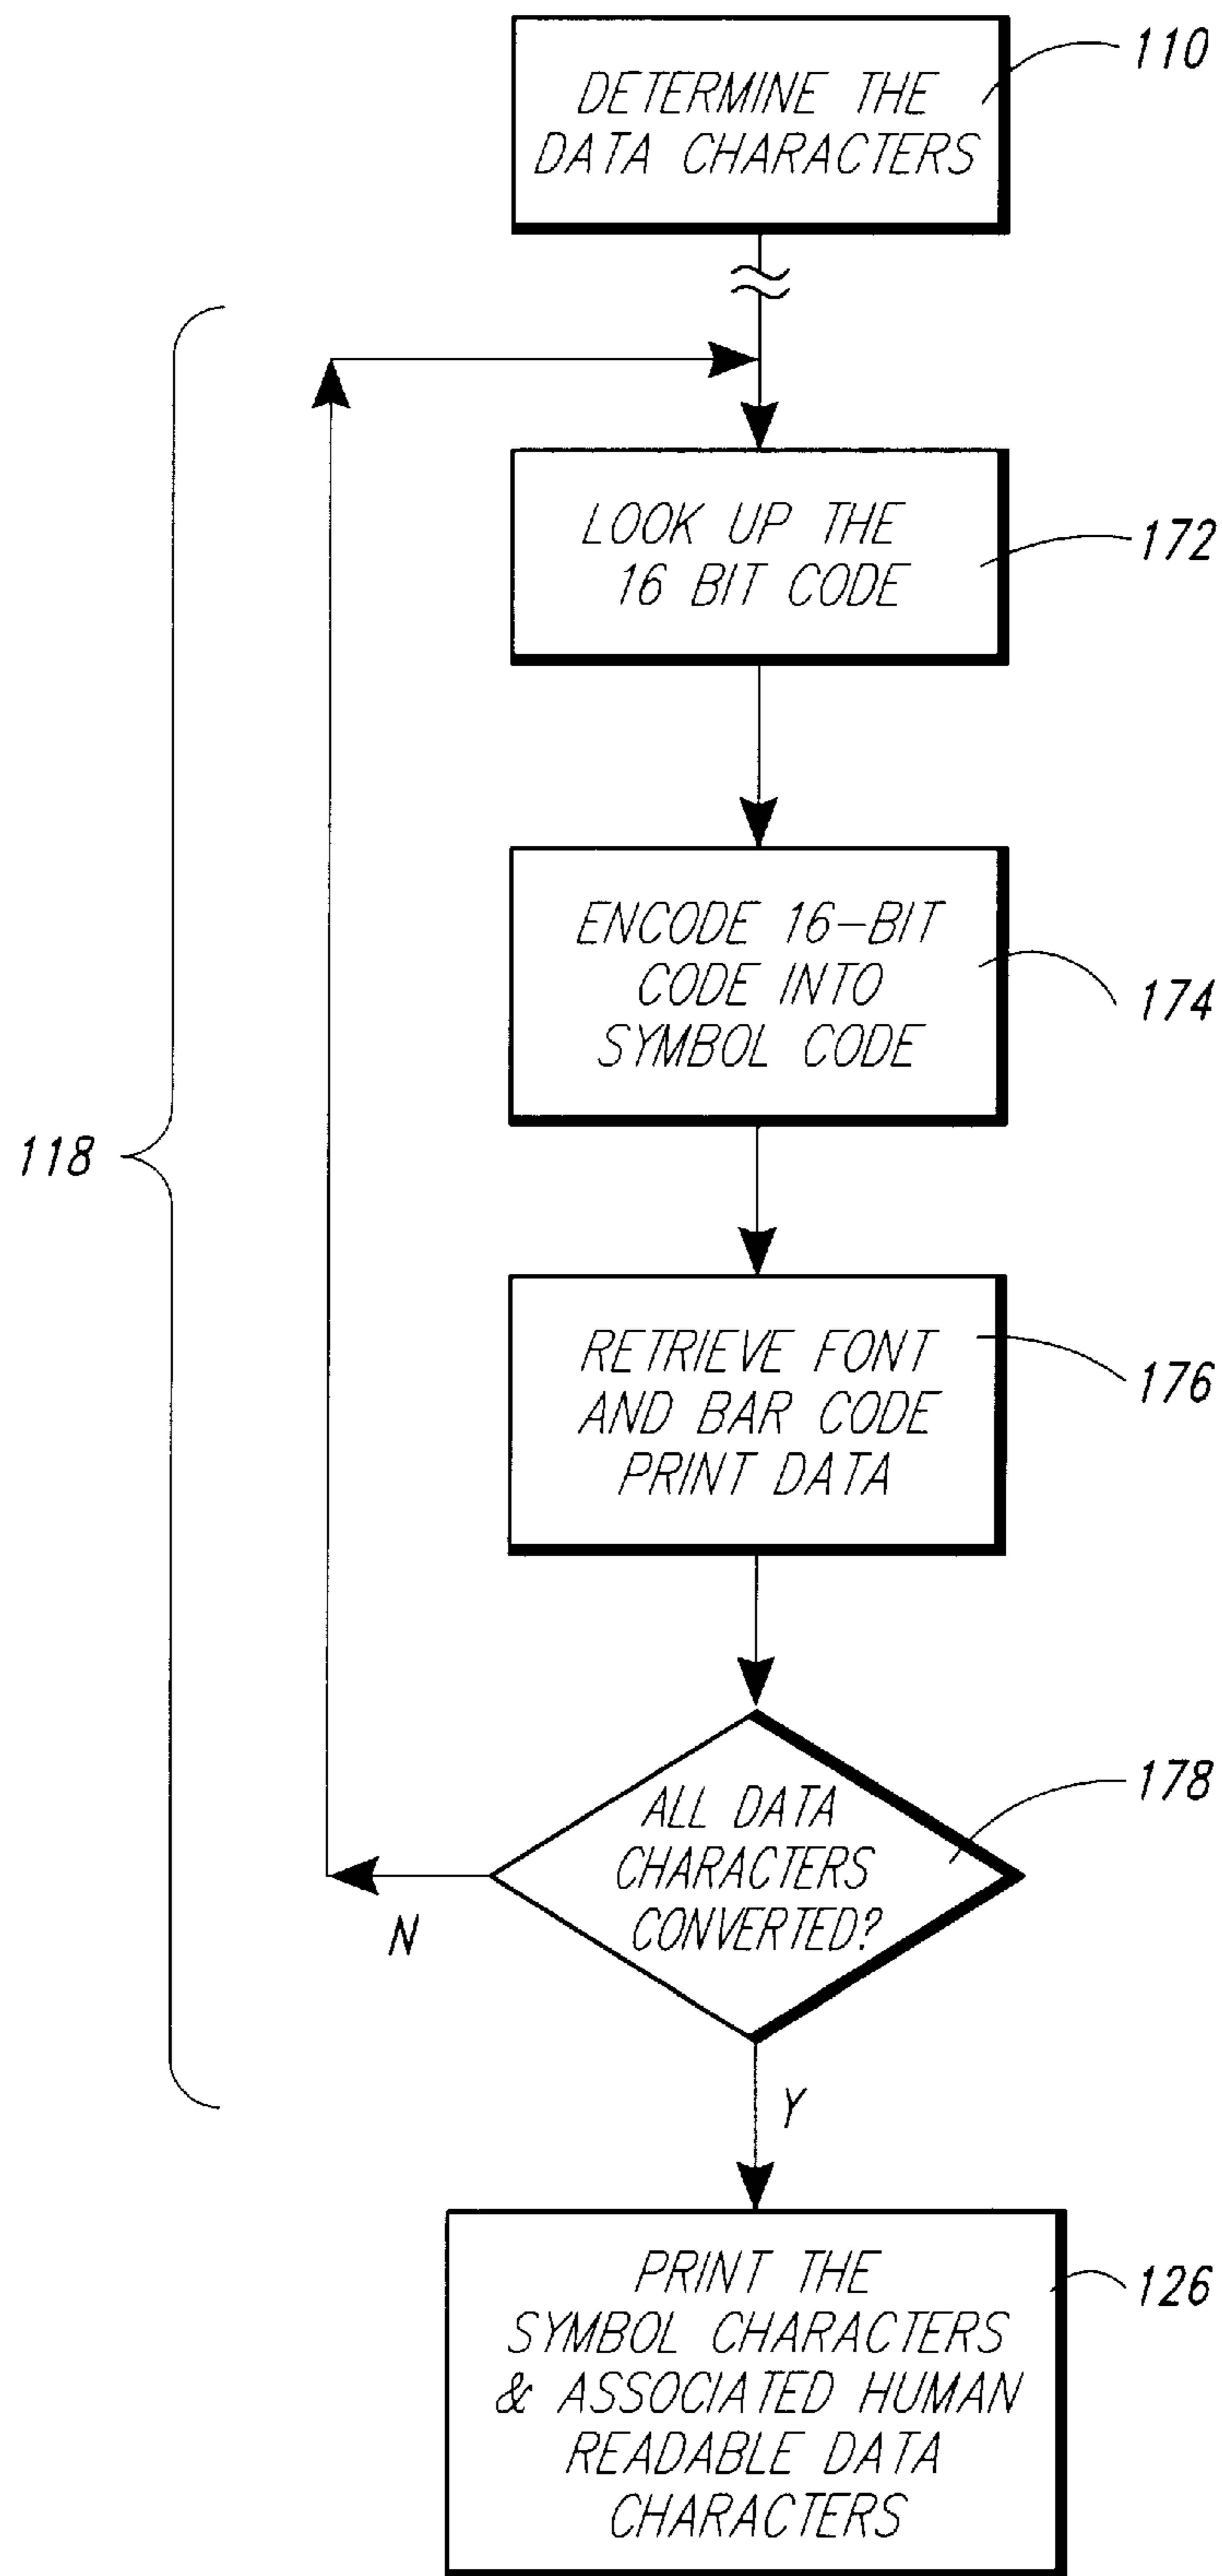 110
DETERMINE THE
DATA CHARACTERS
LOOK UP THE
16 BIT CODE
172
ENCODE 16-BIT
CODE INTO
SYMBOL CODE
174
118
RETRIEVE FONT
AND BAR CODE
PRINT DATA
176
ALL DATA
CHARACTERS
CONVERTED?
178
N
Y
PRINT THE
SYMBOL CHARACTERS
& ASSOCIATED HUMAN
READABLE DATA
CHARACTERS
126